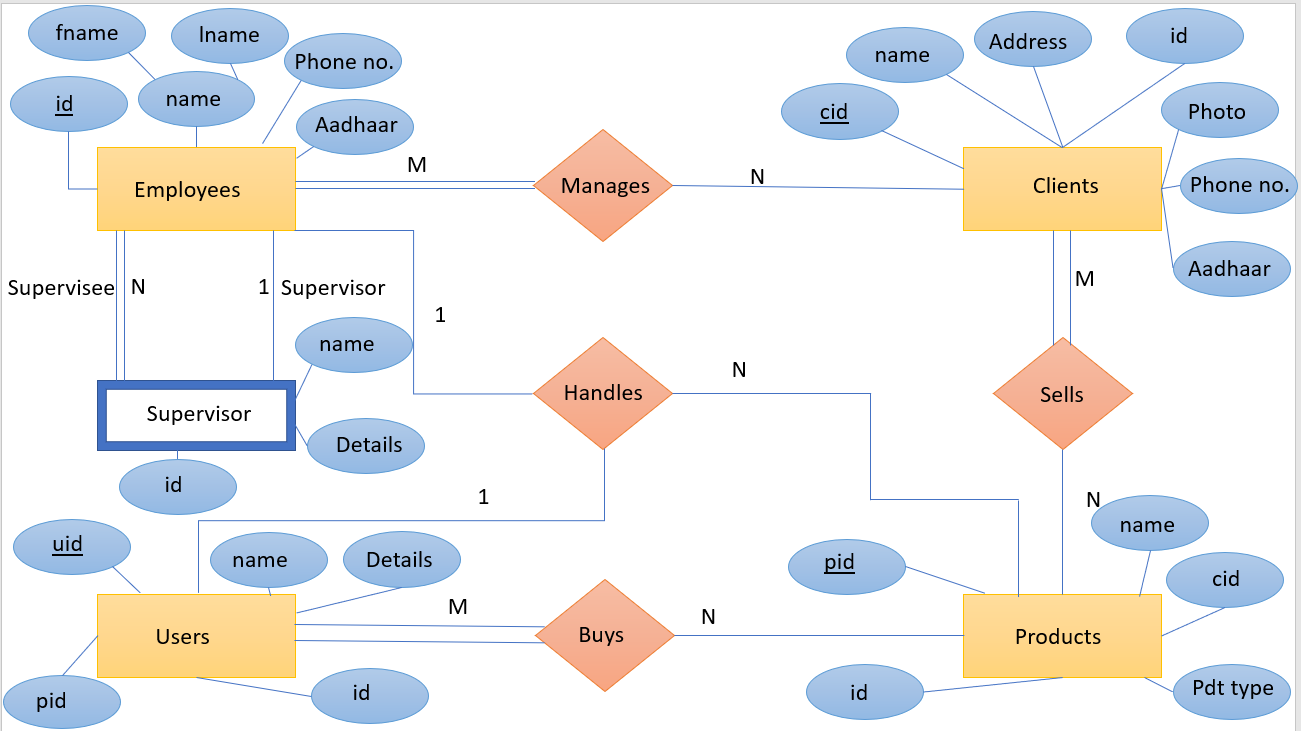 fname
lname
Phone no.
id
name
Aadhaar
Employees
M
Manages
N
name
Address
id
cid
Photo
Clients
Phone no.
Aadhaar
Supervisee
N
1
Supervisor
1
M
name
Handles
N
Sells
Supervisor
Details
id
1
N
uid
name
Details
pid
name
cid
Users
M
Buys
N
Products
pid
id
id
Pdt type